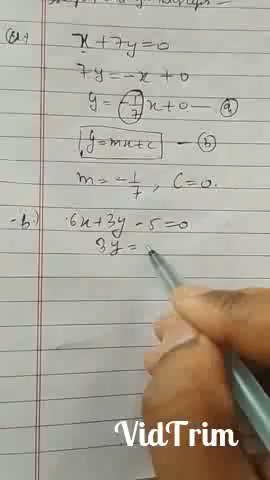 (a)
x + 7y = 0
7y = -x + 0
y = -1/7 x + 0 — (a)
y = mx + c — (b)
m = -1/7 , C = 0.
b.) 6x + 3y - 5 = 0
3y =
VidTrim